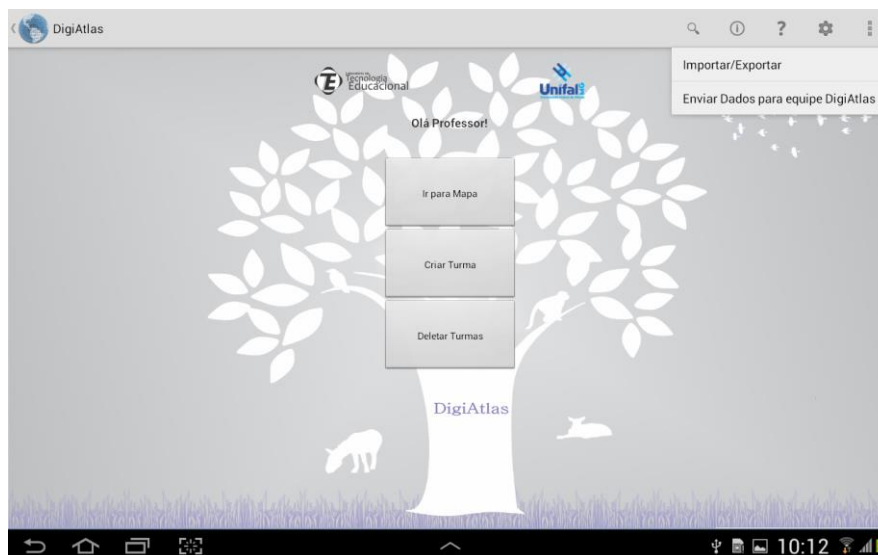 DigiAtlas
?
Importar/Exportar
Enviar Dados para equipe DigiAtlas
Tecnologia
Educacional
Unifal
Olá Professor!
Ir para Mapa
Criar Turma
Deletar Turmas
DigiAtlas
10:12